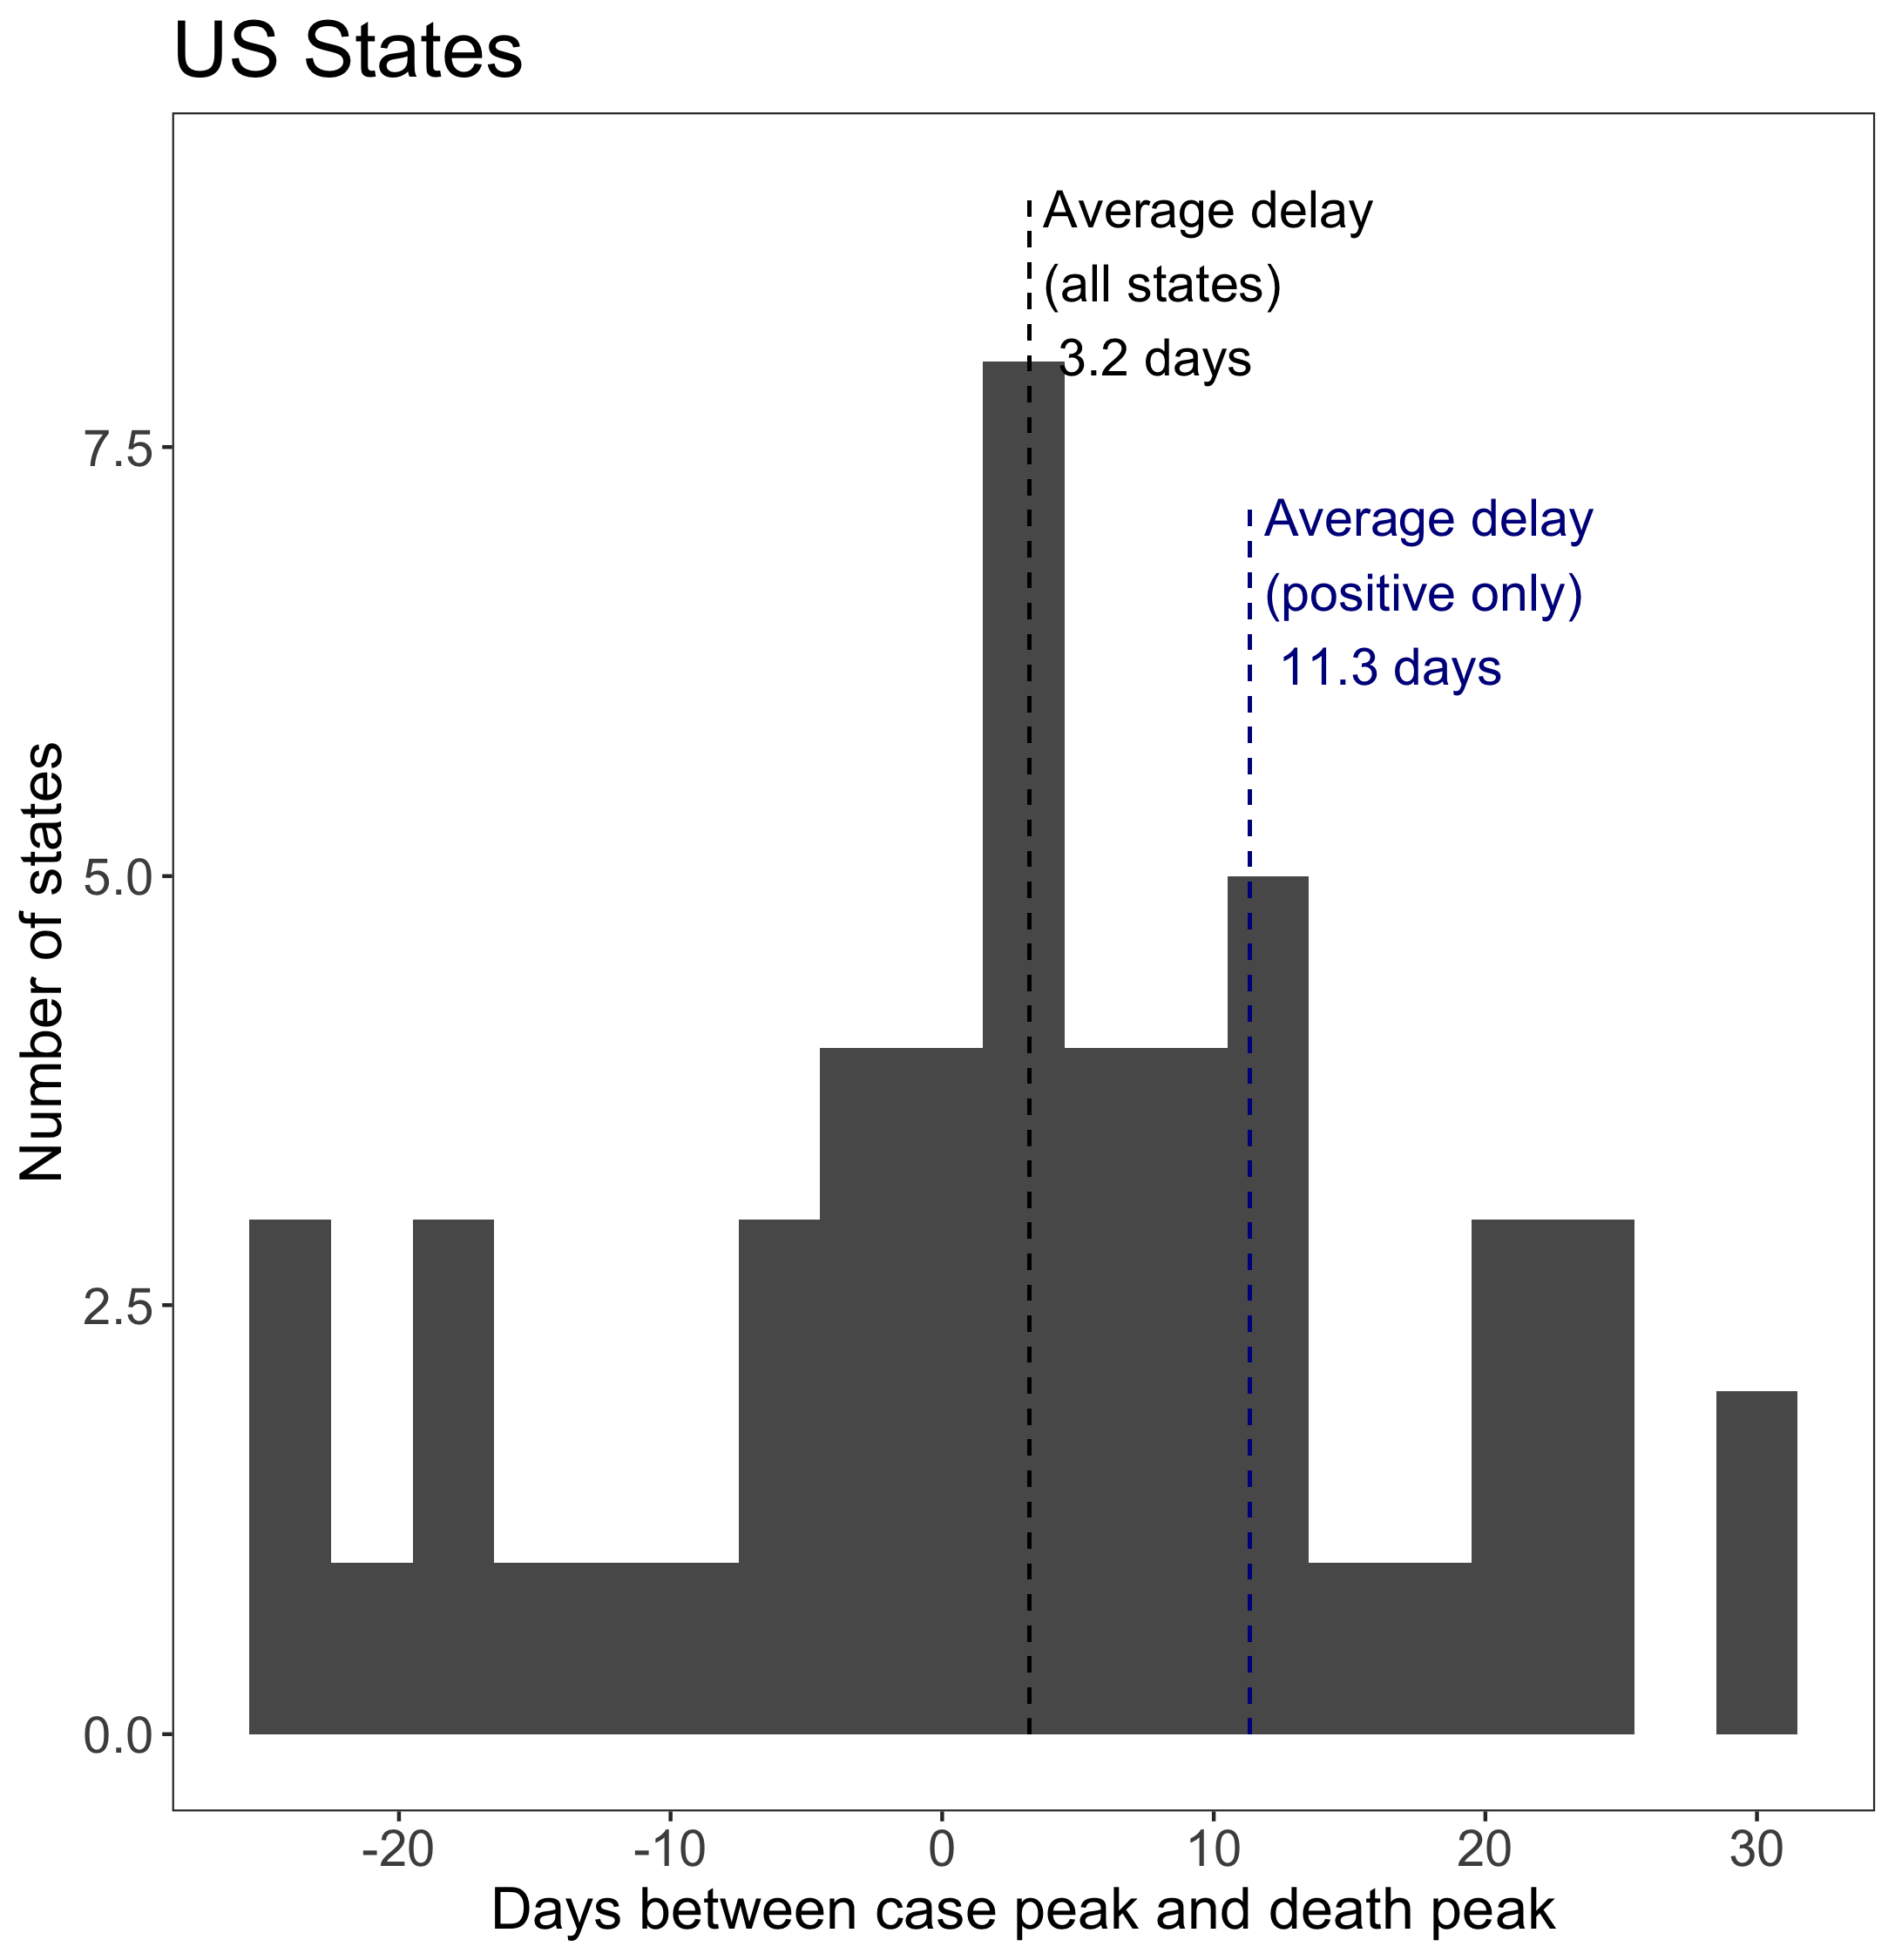 US States
Average delay
(all states)
3.2 days
Average delay
(positive only)
11.3 days
Number of states
7.5
5.0
2.5
0.0
-20 -10 0 10 20 30
Days between case peak and death peak